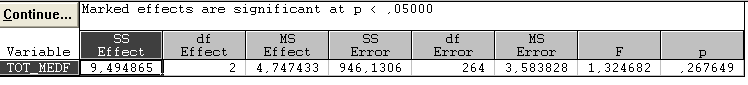 Continue... Marked effects are significant at p < ,05000
SS df MS SS df MS
Variable Effect Effect Effect Error Error Error F p
TOT_MEDF 9,494865 2 4,747433 946,1306 264 3,583828 1,324682 ,267649